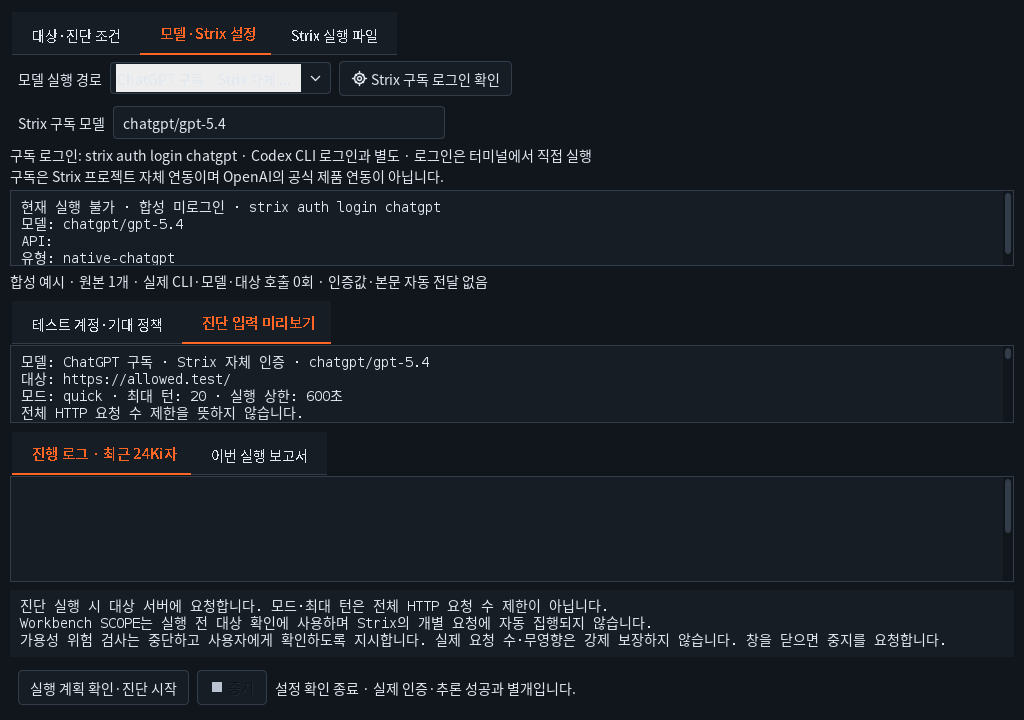 대상·진단 조건
모델·Strix 설정
Strix 실행 파일
모델 실행 경로
Strix 구독 로그인 확인
Strix 구독 모델
chatgpt/gpt-5.4
구독 로그인: strix auth login chatgpt · Codex CLI 로그인과 별도 · 로그인은 터미널에서 직접 실행
구독은 Strix 프로젝트 자체 연동이며 OpenAI의 공식 제품 연동이 아닙니다.
현재 실행 불가 · 합성 미로그인 · strix auth login chatgpt
모델: chatgpt/gpt-5.4
API:
유형: native-chatgpt
합성 예시 · 원본 1개 · 실제 CLI·모델·대상 호출 0회 · 인증값·본문 자동 전달 없음
테스트 계정·기대 정책
진단 입력 미리보기
모델: ChatGPT 구독 · Strix 자체 인증 · chatgpt/gpt-5.4
대상: https://allowed.test/
모드: quick · 최대 턴: 20 · 실행 상한: 600초
전체 HTTP 요청 수 제한을 뜻하지 않습니다.
진행 로그 · 최근 24Ki자
이번 실행 보고서
진단 실행 시 대상 서버에 요청합니다. 모드·최대 턴은 전체 HTTP 요청 수 제한이 아닙니다.
Workbench SCOPE는 실행 전 대상 확인에 사용하며 Strix의 개별 요청에 자동 집행되지 않습니다.
가용성 위험 검사는 중단하고 사용자에게 확인하도록 지시합니다. 실제 요청 수·무영향은 강제 보장하지 않습니다. 창을 닫으면 중지를 요청합니다.
실행 계획 확인·진단 시작
설정 확인 종료 · 실제 인증·추론 성공과 별개입니다.